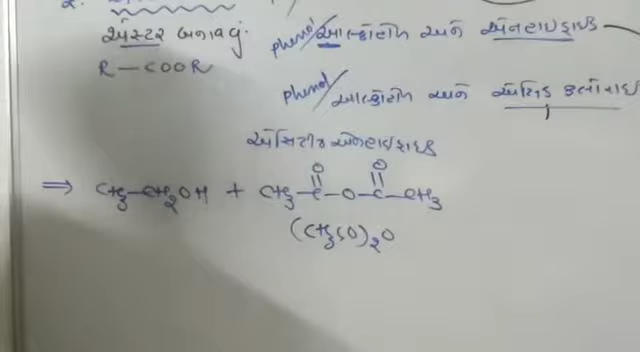 2.
એસ્ટર બનાવવું. phenol/આલ્કોહોલ અને એનહાઇડ્રાઇડ
R-COOR
phenol/આલ્કોહોલ અને એસિડ ક્લોરાઇ
એસિટીક એનહાઇડ્રાઇડ
O O
⇒ CH3-CH2OH + CH3-C-O-C-CH3
(CH3CO)2O